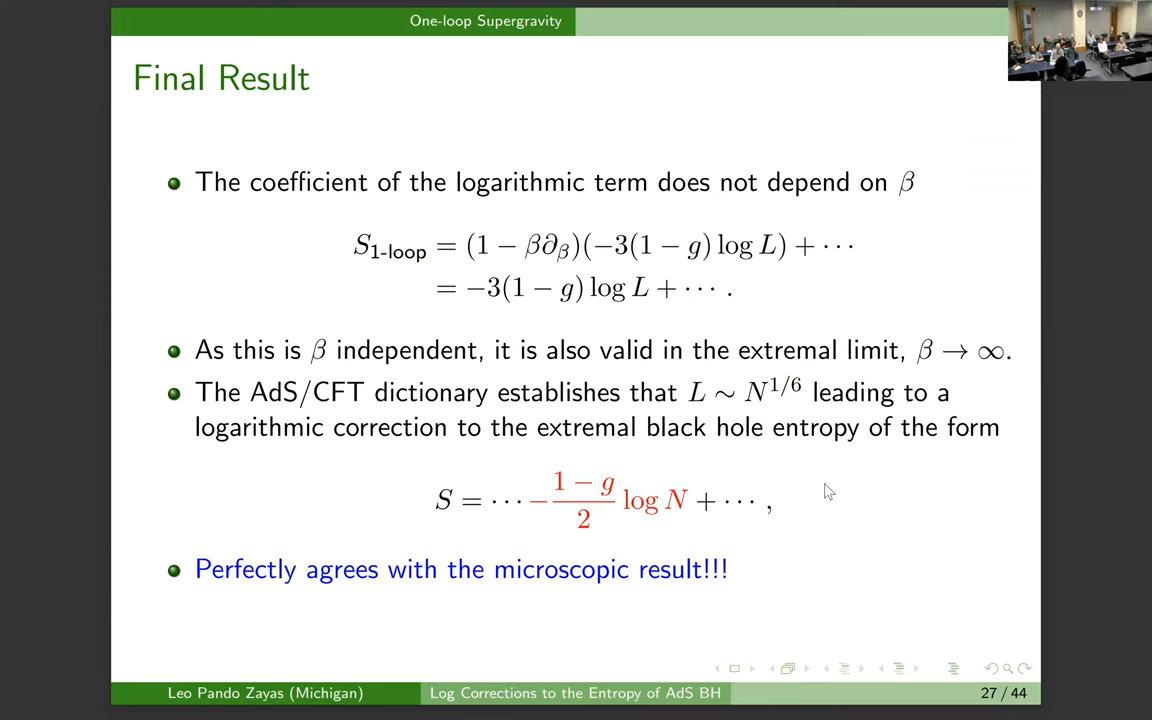 One-loop Supergravity
Final Result
The coefficient of the logarithmic term does not depend on β
S_{1-loop} = (1 − β∂_β)(−3(1 − g) log L) + ⋯
= −3(1 − g) log L + ⋯ .
As this is β independent, it is also valid in the extremal limit, β → ∞.
The AdS/CFT dictionary establishes that L ∼ N^{1/6} leading to a
logarithmic correction to the extremal black hole entropy of the form
S = ⋯ − \frac{1 − g}{2} log N + ⋯ ,
Perfectly agrees with the microscopic result!!!
Leo Pando Zayas (Michigan) Log Corrections to the Entropy of AdS BH 27 / 44